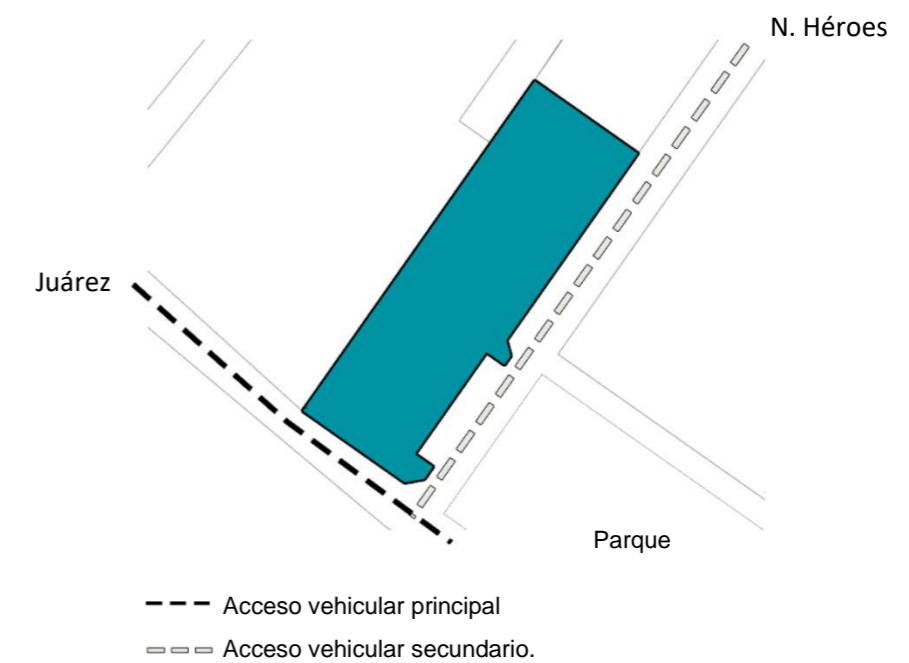 N. Héroes
Juárez
Parque
Acceso vehicular principal
Acceso vehicular secundario.